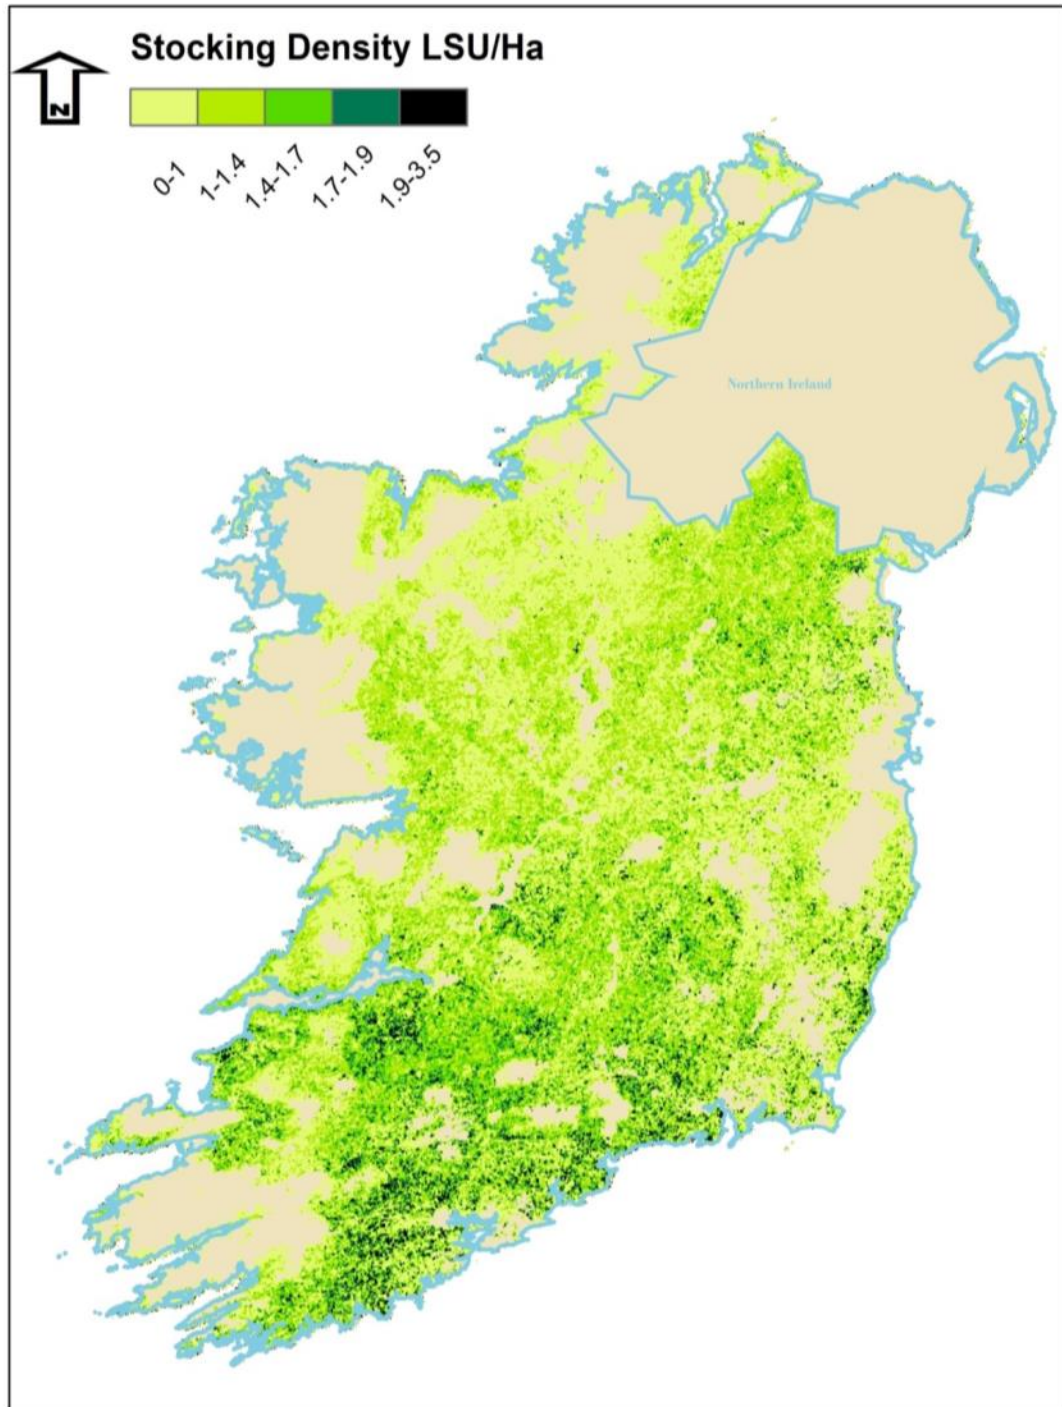 Stocking Density LSU/Ha
N
0-1
1-1.4
1.4-1.7
1.7-1.9
1.9-3.5
Northern Ireland